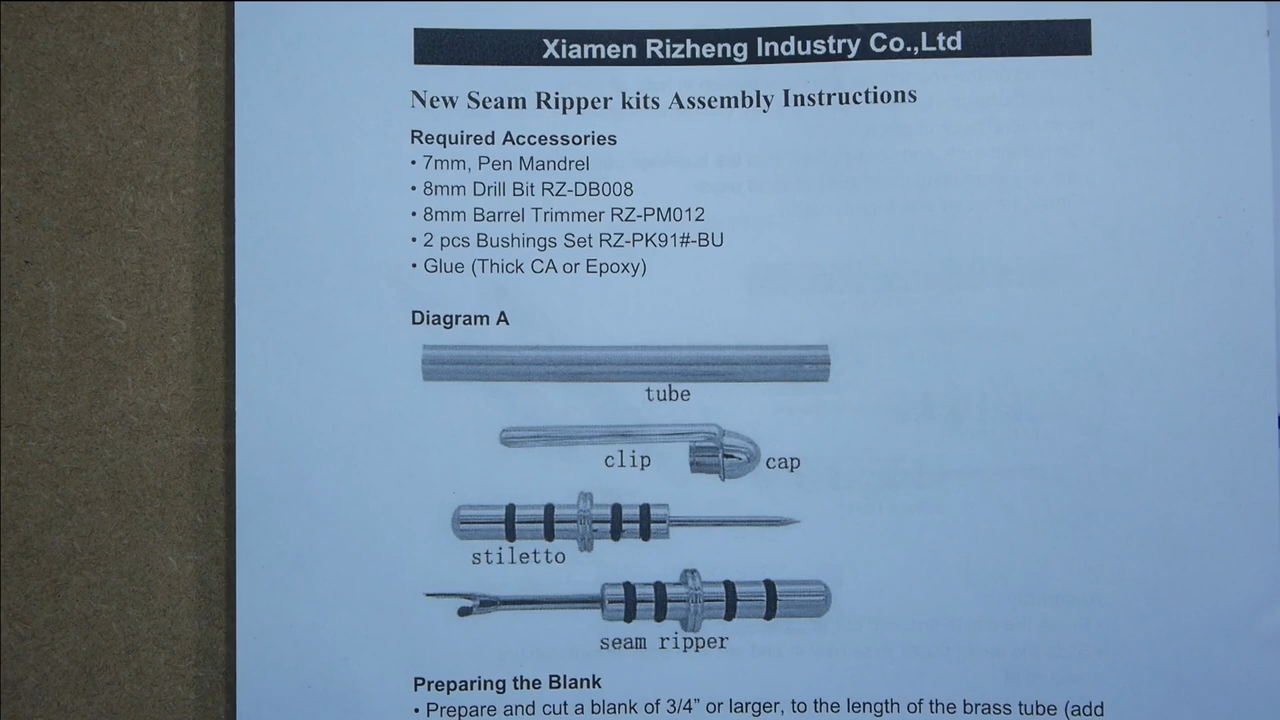 Xiamen Rizheng Industry Co.,Ltd
New Seam Ripper kits Assembly Instructions
Required Accessories
• 7mm, Pen Mandrel
• 8mm Drill Bit RZ-DB008
• 8mm Barrel Trimmer RZ-PM012
• 2 pcs Bushings Set RZ-PK91#-BU
• Glue (Thick CA or Epoxy)
Diagram A
tube
clip
cap
stiletto
seam ripper
Preparing the Blank
• Prepare and cut a blank of 3/4” or larger, to the length of the brass tube (add